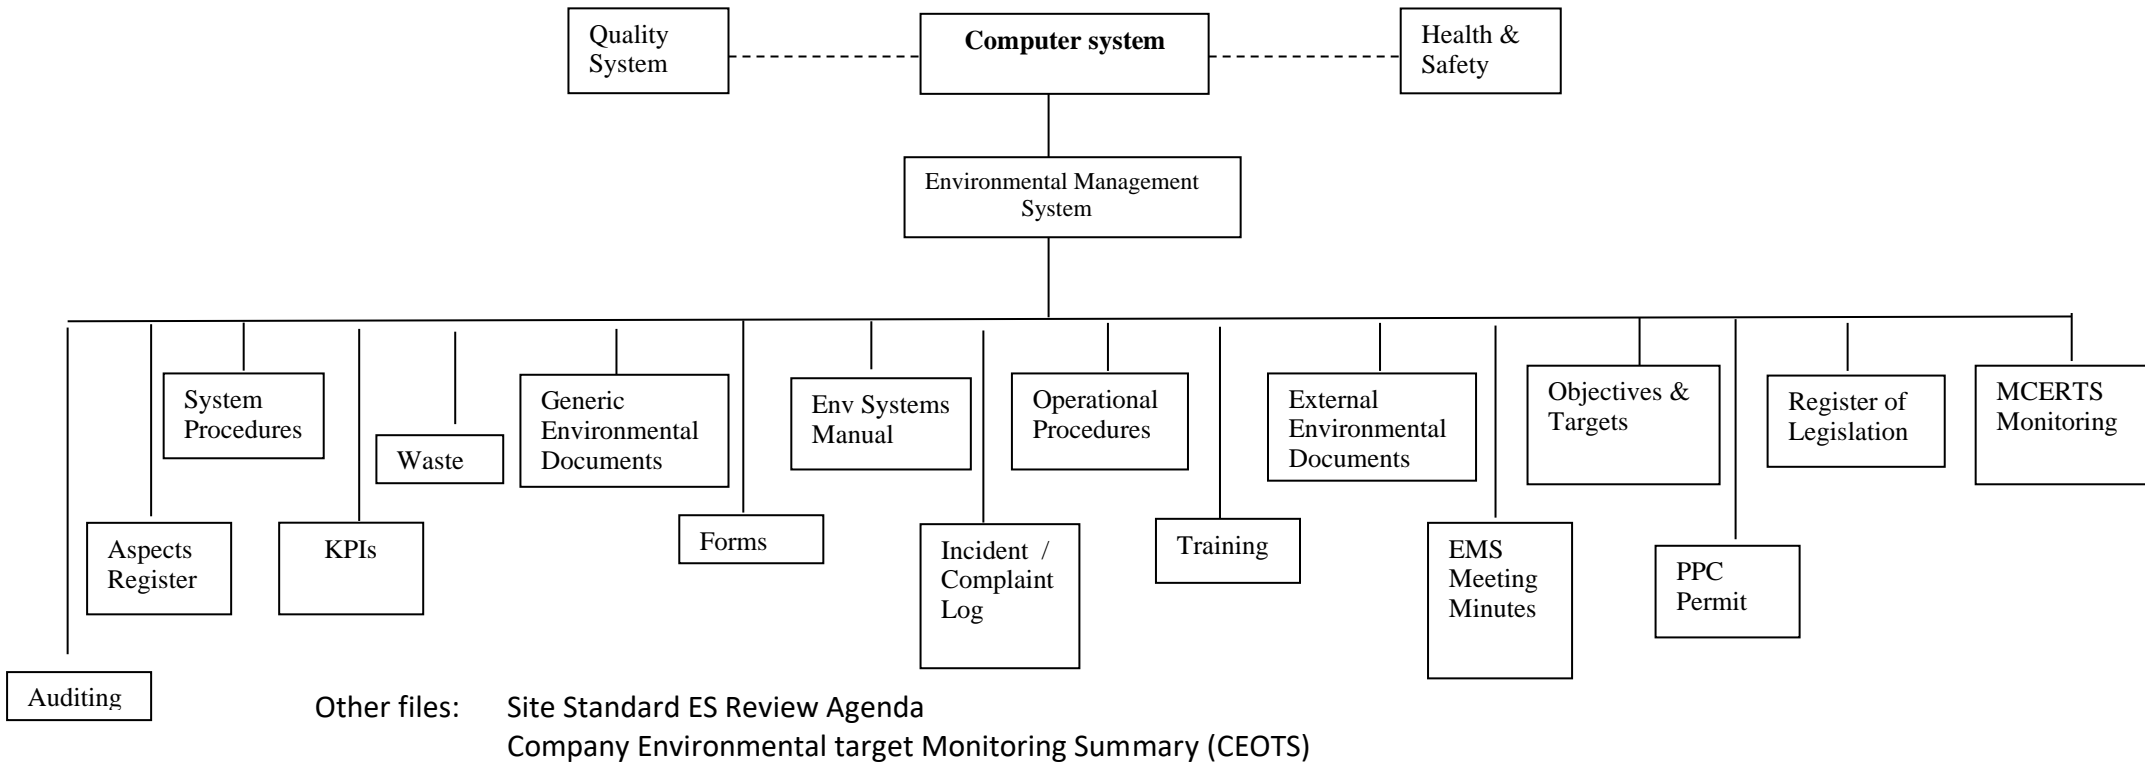 Quality
System
Computer system
Health &
Safety
Environmental Management
System
System
Procedures
Waste
Generic
Environmental
Documents
Env Systems
Manual
Operational
Procedures
External
Environmental
Documents
Objectives &
Targets
Register of
Legislation
MCERTS
Monitoring
Aspects
Register
KPIs
Forms
Incident /
Complaint
Log
Training
EMS
Meeting
Minutes
PPC
Permit
Auditing
Other files: Site Standard ES Review Agenda
Company Environmental target Monitoring Summary (CEOTS)